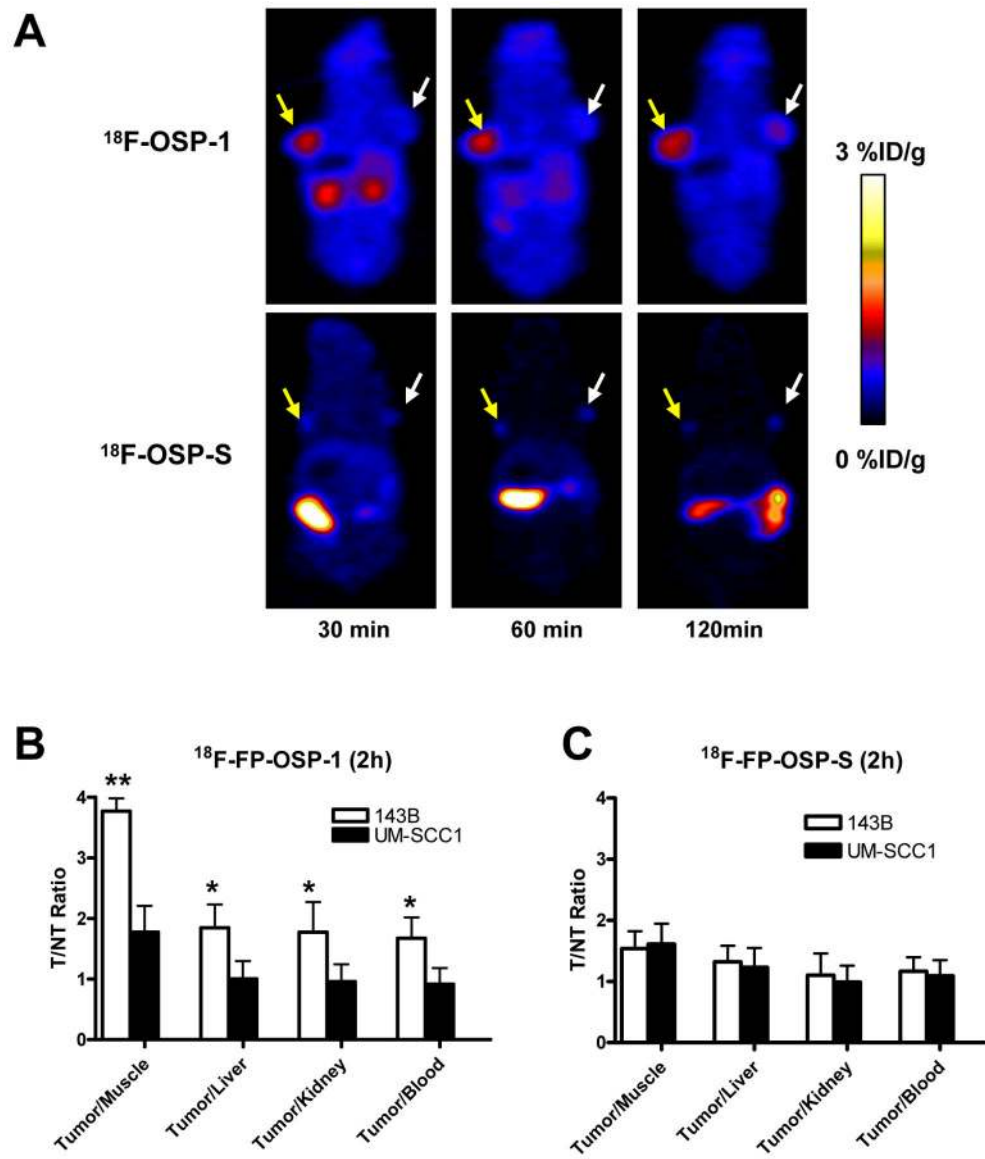 A
¹⁸F-OSP-1
3 %ID/g
0 %ID/g
¹⁸F-OSP-S
30 min
60 min
120min
B
¹⁸F-FP-OSP-1 (2h)
**
*
*
*
143B
UM-SCC1
T/NT Ratio
4
3
2
1
0
Tumor/Muscle
Tumor/Liver
Tumor/Kidney
Tumor/Blood
C
¹⁸F-FP-OSP-S (2h)
143B
UM-SCC1
T/NT Ratio
4
3
2
1
0
Tumor/Muscle
Tumor/Liver
Tumor/Kidney
Tumor/Blood